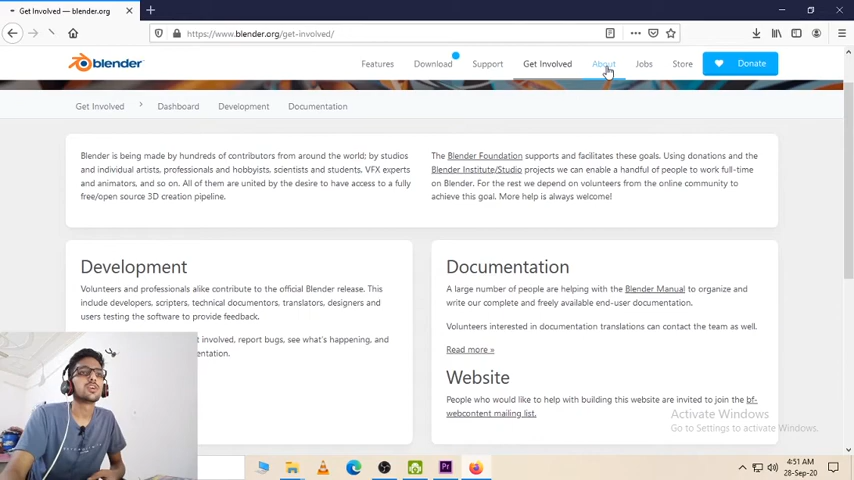 Get Involved — blender.org
https://www.blender.org/get-involved/
blender
Features Download Support Get Involved About Jobs Store Donate
Get Involved Dashboard Development Documentation
Blender is being made by hundreds of contributors from around the world; by studios
and individual artists, professionals and hobbyists, scientists and students, VFX experts
and animators, and so on. All of them are united by the desire to have access to a fully
free/open source 3D creation pipeline.
The Blender Foundation supports and facilitates these goals. Using donations and the
Blender Institute/Studio projects we can enable a handful of people to work full-time
on Blender. For the rest we depend on volunteers from the online community to
achieve this goal. More help is always welcome!
Development
Volunteers and professionals alike contribute to the official Blender release. This
include developers, scripters, technical documentors, translators, designers and
users testing the software to provide feedback.
t involved, report bugs, see what's happening, and
entation.
Documentation
A large number of people are helping with the Blender Manual to organize and
write our complete and freely available end-user documentation.
Volunteers interested in documentation translations can contact the team as well.
Read more »
Website
People who would like to help with building this website are invited to join the bf-
webcontent mailing list.
Activate Windows
Go to Settings to activate Windows.
Pr
4:51 AM
28-Sep-20